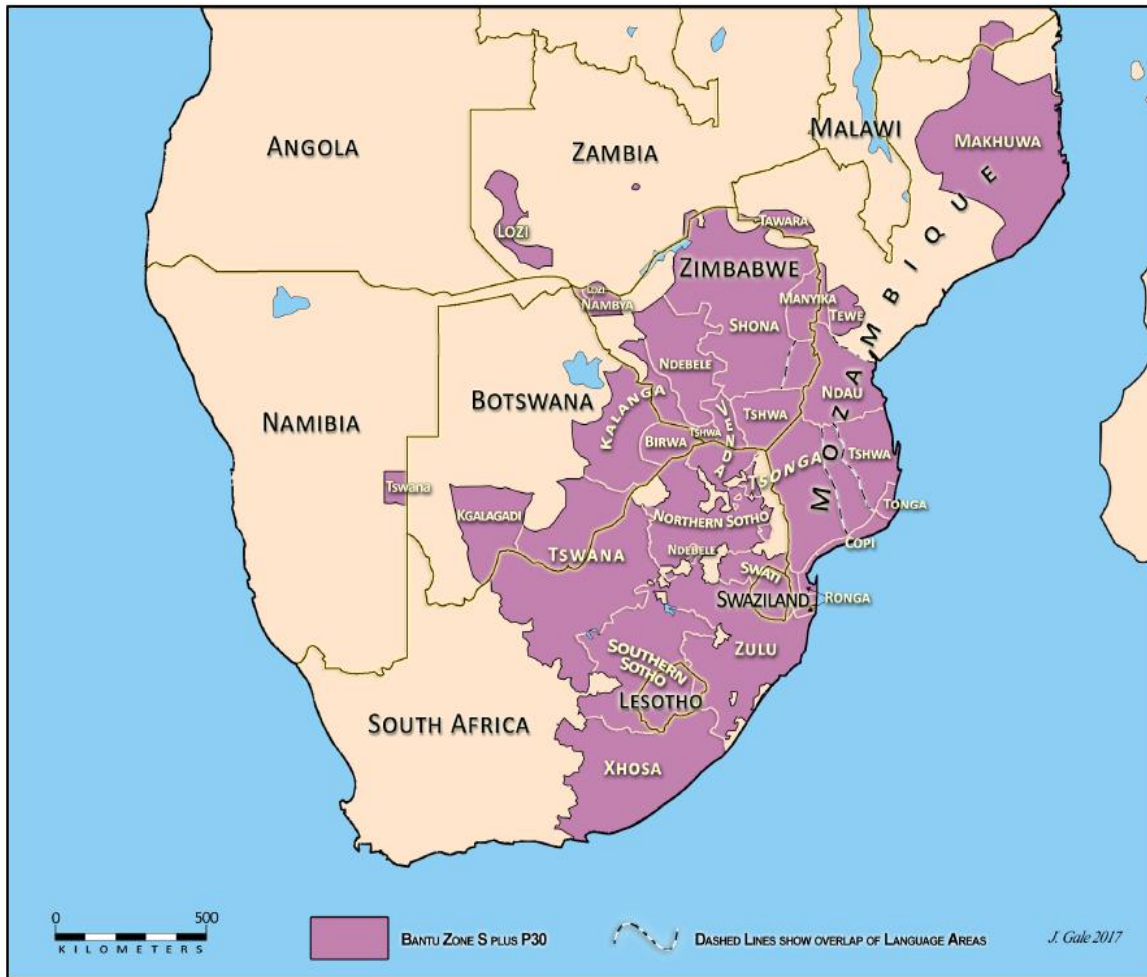 MALAWI
ANGOLA
ZAMBIA
MAKHUWA
MOZAMBIQUE
LOZI
TAWARA
ZIMBABWE
LOZI
NAMBYA
MANYIKA
TEWE
SHONA
NDEBELE
BOTSWANA
KALANGA
NDAU
NAMIBIA
VENDA
TSHWA
BIRWA
TSHWA
TSONGA
TSHWA
TSWANA
KGALAGADI
TONGA
NORTHERN SOTHO
TSWANA
NDEBELE
COPI
SWATI
SWAZILAND
RONGA
ZULU
SOUTHERN
SOTHO
LESOTHO
SOUTH AFRICA
XHOSA
0 500
KILOMETERS
BANTU ZONE S PLUS P30
DASHED LINES SHOW OVERLAP OF LANGUAGE AREAS
J. Gale 2017